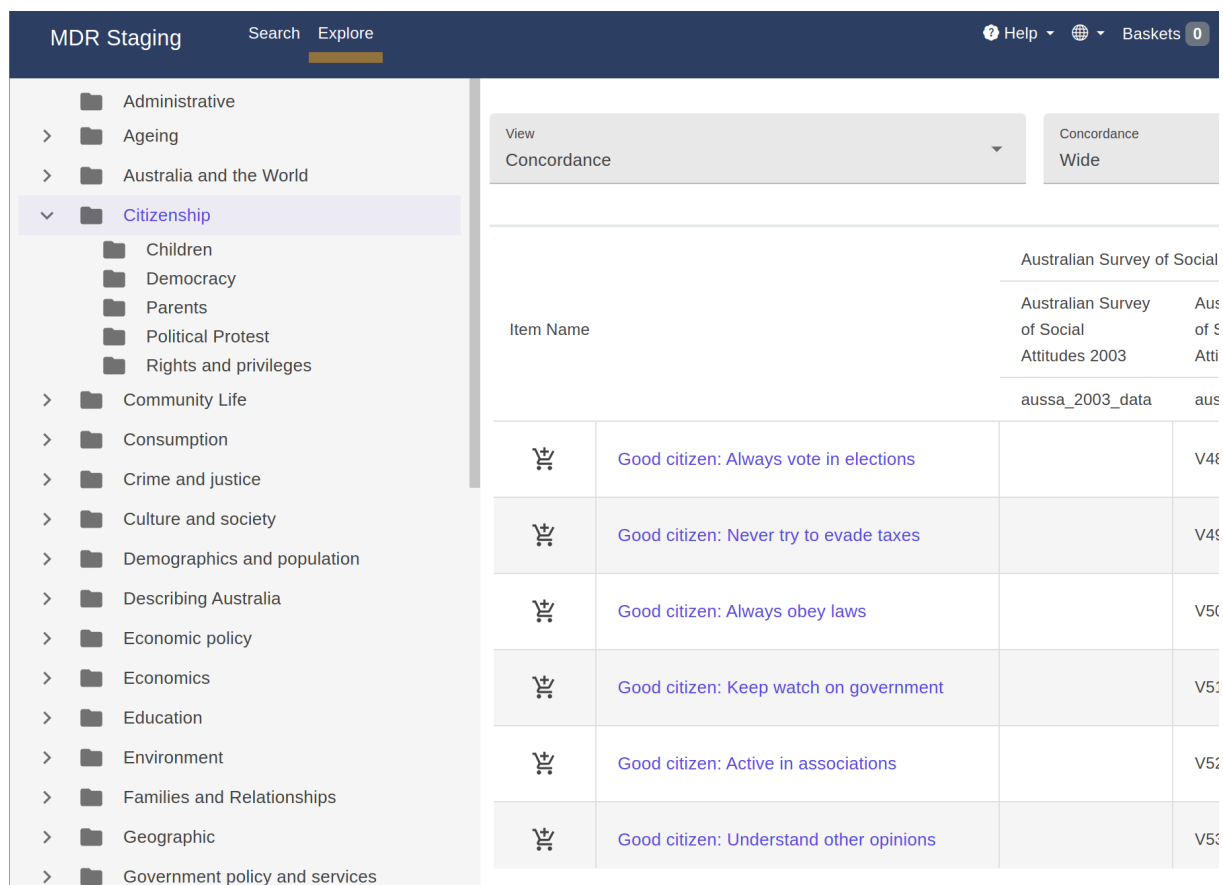 MDR Staging
Search
Explore
Help
Baskets 0
Administrative
Ageing
Australia and the World
Citizenship
Children
Democracy
Parents
Political Protest
Rights and privileges
Community Life
Consumption
Crime and justice
Culture and society
Demographics and population
Describing Australia
Economic policy
Economics
Education
Environment
Families and Relationships
Geographic
Government policy and services
View
Concordance
Concordance
Wide
Item Name
Australian Survey of Social
Australian Survey
of Social
Attitudes 2003
aussa_2003_data
Good citizen: Always vote in elections
Good citizen: Never try to evade taxes
Good citizen: Always obey laws
Good citizen: Keep watch on government
V51
Good citizen: Active in associations
V52
Good citizen: Understand other opinions
V53